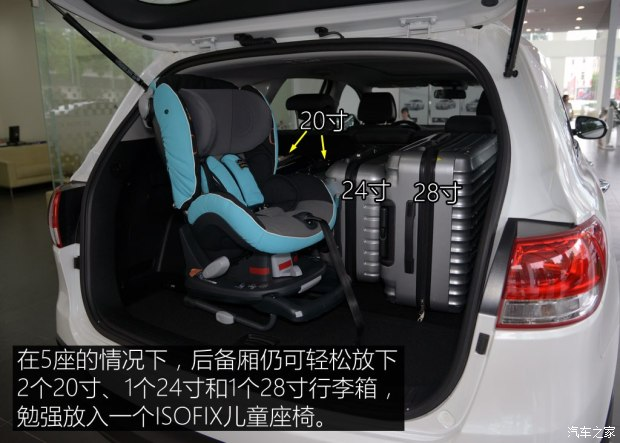 20寸
24寸
28寸
在5座的情况下，后备厢仍可轻松放下
2个20寸、1个24寸和1个28寸行李箱，
勉强放入一个ISOFIX儿童座椅。
汽车之家